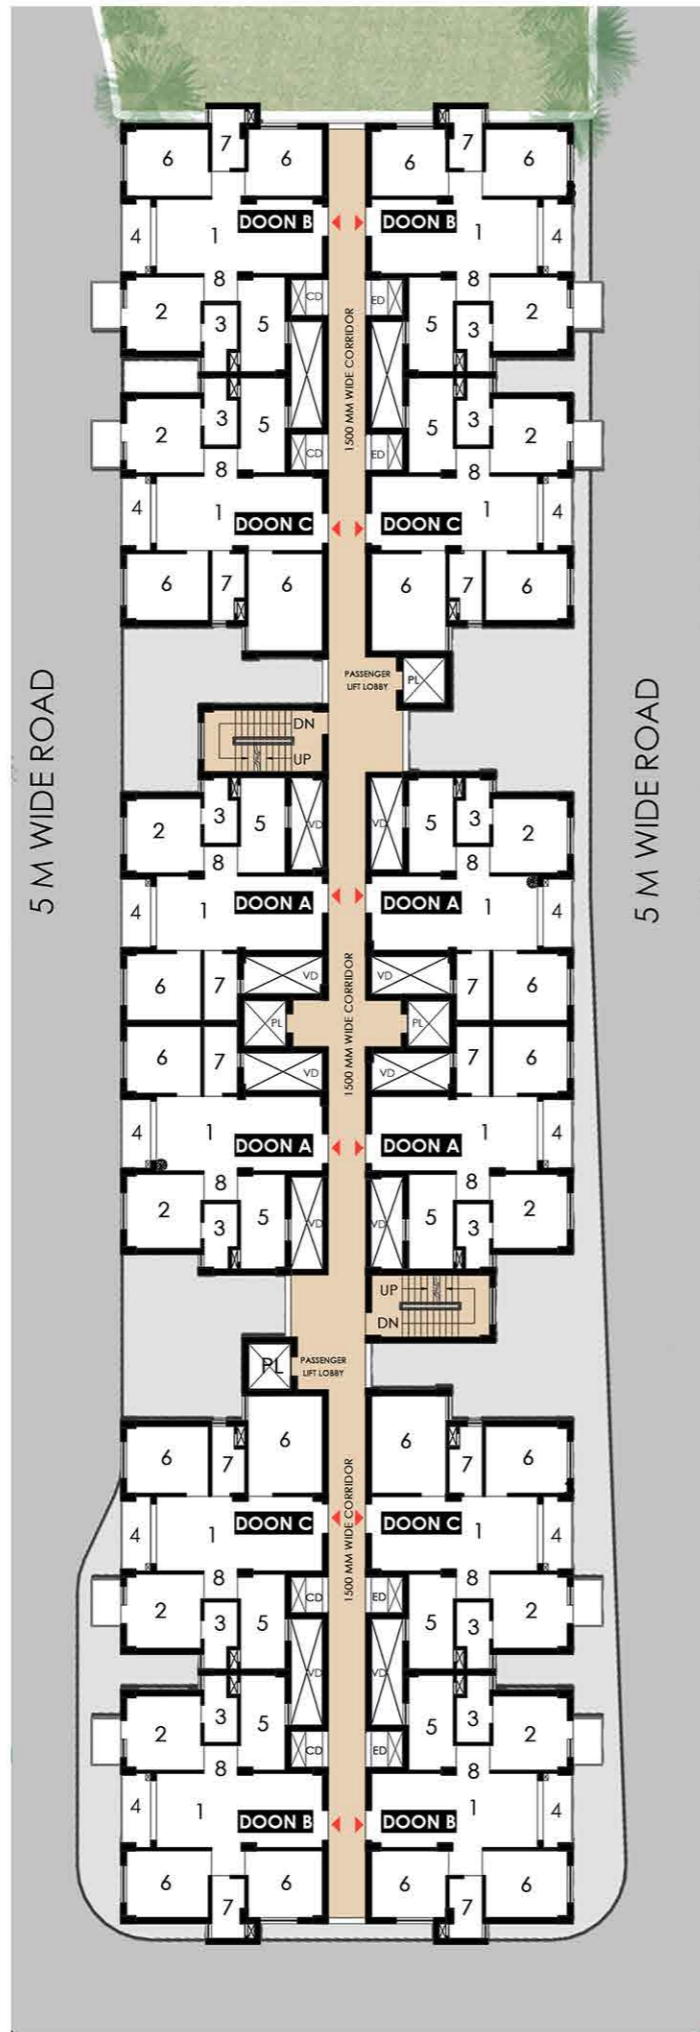 7 7
6 6 6 6
DOON B DOON B
4 1 1 4
8 8
2 CD ED 2
3 5 5 3
1500 MM WIDE CORRIDOR
3 5 5 3
2 2
CD ED
8 8
4 1 1 4
DOON C DOON C
6 7 6 6 7 6
PASSENGER
LIFT LOBBY
PL
5 M WIDE ROAD
5 M WIDE ROAD
DN
UP
3 3
2 5 VD VD 5 2
8 8
4 1 DOON A DOON A 1 4
VD VD
6 7 7 6
1500 MM WIDE CORRIDOR
PL PL
6 7 7 6
VD VD
4 1 1 4
DOON A DOON A
8 8
2 2
3 5 VD VD 5 3
UP
DN
PL
PASSENGER
LIFT LOBBY
6 7 6 6 7 6
1500 MM WIDE CORRIDOR
DOON C DOON C
4 1 1 4
8 8
2 CD ED 2
3 5 5 3
VD VD
3 5 5 3
2 2
CD ED
8 8
4 1 1 4
DOON B DOON B
6 6 6 6
7 7